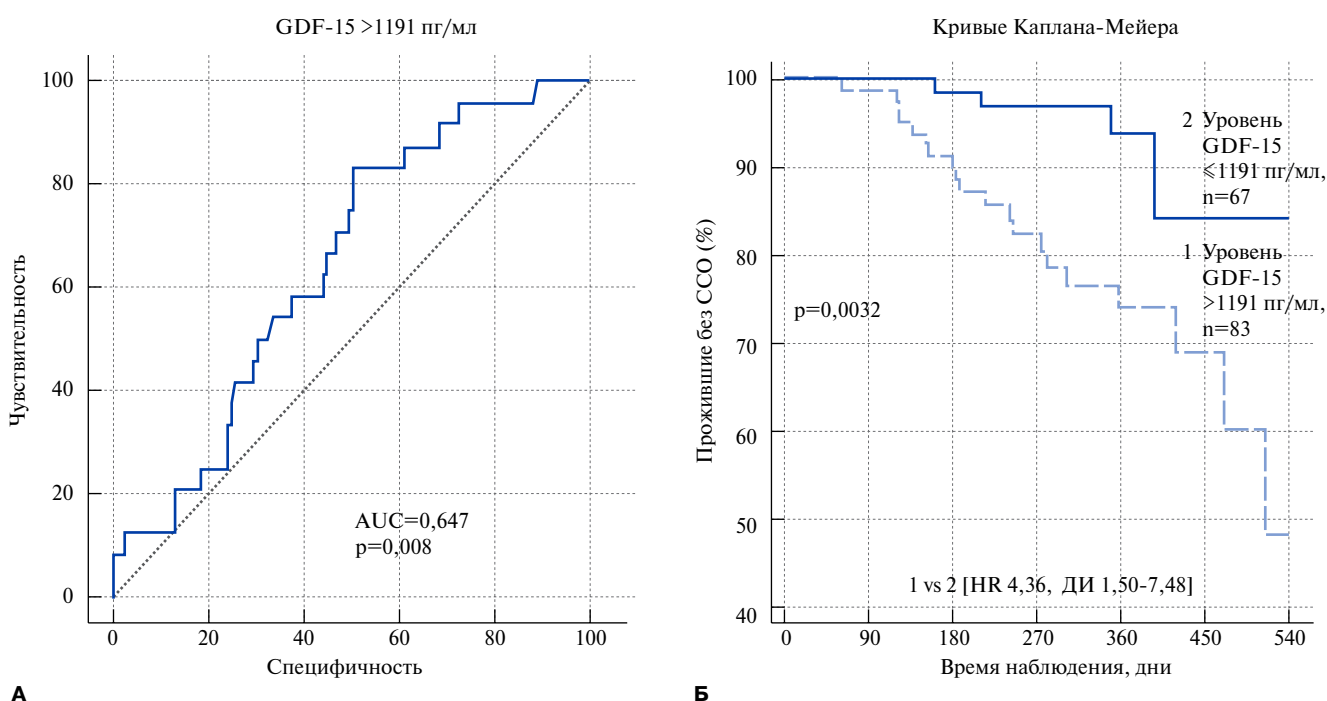 GDF-15 >1191 пг/мл
Чувствительность
100
80
60
40
20
0
AUC=0,647
p=0,008
0 20 40 60 80 100
Специфичность
А
Кривые Каплана-Мейера
Прожившие без ССО (%)
100
90
80
70
60
50
40
2 Уровень
GDF-15
⩽1191 пг/мл,
n=67
1 Уровень
GDF-15
>1191 пг/мл,
n=83
p=0,0032
1 vs 2 [HR 4,36, ДИ 1,50-7,48]
0 90 180 270 360 450 540
Время наблюдения, дни
Б